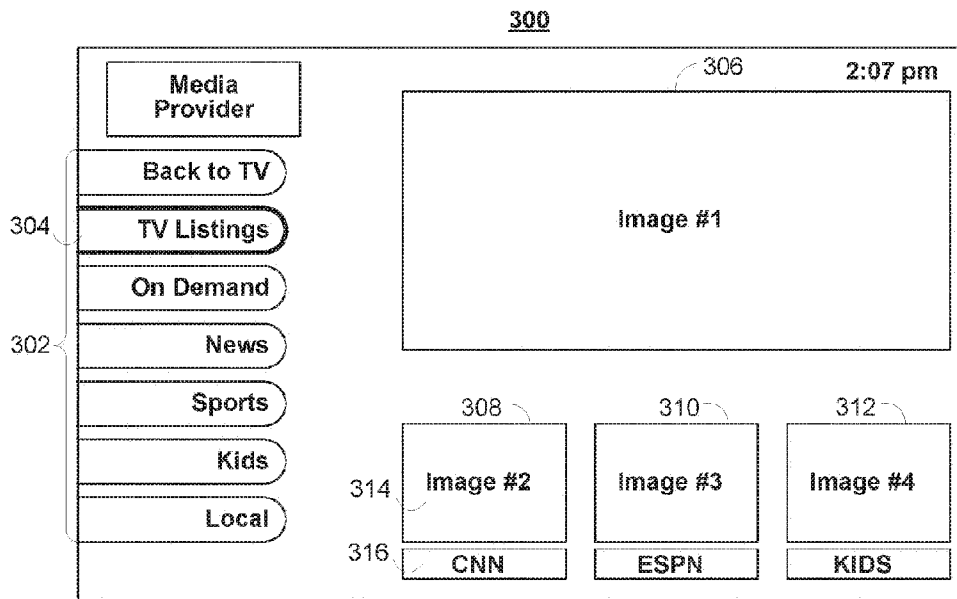 300
306
2:07 pm
Media
Provider
Back to TV
304
TV Listings
Image #1
On Demand
302
News
Sports
308
310
312
Kids
314
Image #2
Image #3
Image #4
Local
316
CNN
ESPN
KIDS